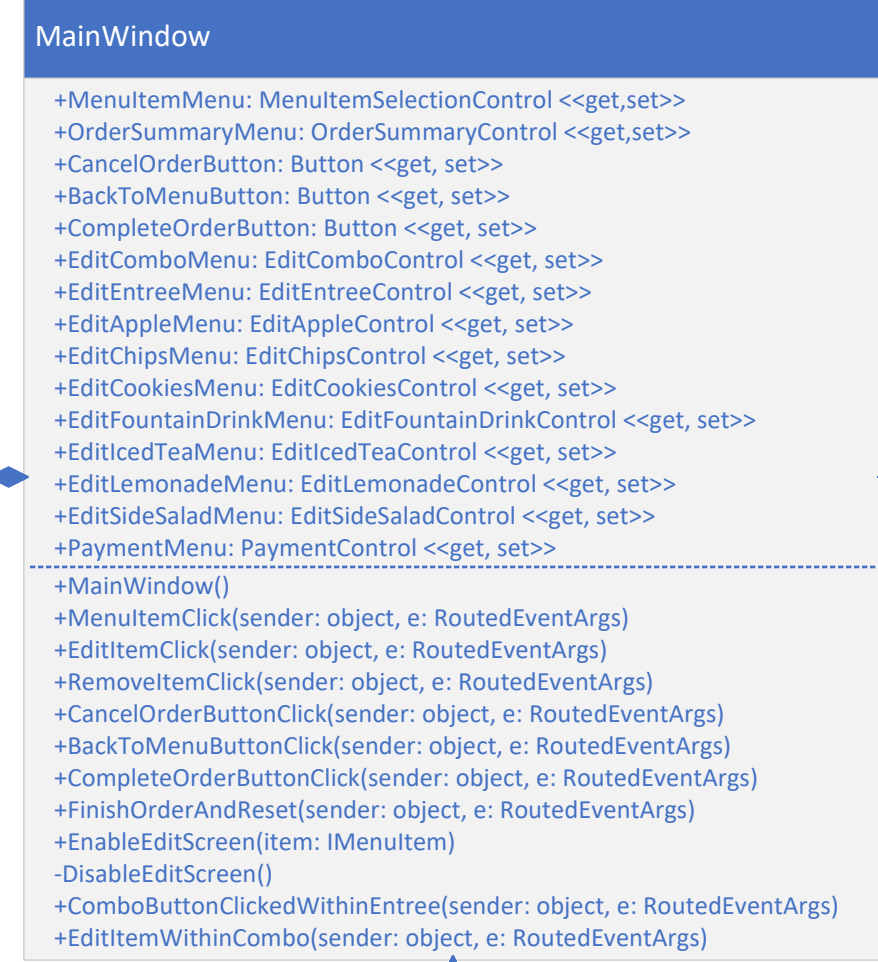 MainWindow
+MenuItemMenu: MenuItemSelectionControl <<get,set>>
+OrderSummaryMenu: OrderSummaryControl <<get,set>>
+CancelOrderButton: Button <<get, set>>
+BackToMenuButton: Button <<get, set>>
+CompleteOrderButton: Button <<get, set>>
+EditComboMenu: EditComboControl <<get, set>>
+EditEntreeMenu: EditEntreeControl <<get, set>>
+EditAppleMenu: EditAppleControl <<get, set>>
+EditChipsMenu: EditChipsControl <<get, set>>
+EditCookiesMenu: EditCookiesControl <<get, set>>
+EditFountainDrinkMenu: EditFountainDrinkControl <<get, set>>
+EditIcedTeaMenu: EditIcedTeaControl <<get, set>>
+EditLemonadeMenu: EditLemonadeControl <<get, set>>
+EditSideSaladMenu: EditSideSaladControl <<get, set>>
+PaymentMenu: PaymentControl <<get, set>>
+MainWindow()
+MenuItemClick(sender: object, e: RoutedEventArgs)
+EditItemClick(sender: object, e: RoutedEventArgs)
+RemoveItemClick(sender: object, e: RoutedEventArgs)
+CancelOrderButtonClick(sender: object, e: RoutedEventArgs)
+BackToMenuButtonClick(sender: object, e: RoutedEventArgs)
+CompleteOrderButtonClick(sender: object, e: RoutedEventArgs)
+FinishOrderAndReset(sender: object, e: RoutedEventArgs)
+EnableEditScreen(item: IMenuItem)
-DisableEditScreen()
+ComboButtonClickedWithinEntree(sender: object, e: RoutedEventArgs)
+EditItemWithinCombo(sender: object, e: RoutedEventArgs)